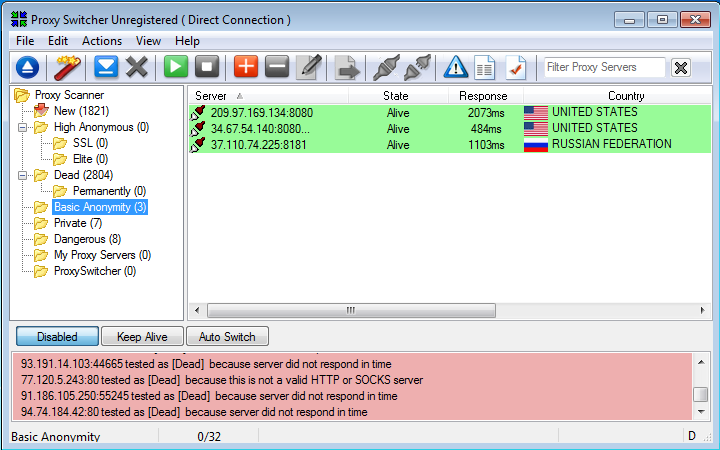 Proxy Switcher Unregistered ( Direct Connection )
File Edit Actions View Help
Filter Proxy Servers
Proxy Scanner
New (1821)
High Anonymous (0)
SSL (0)
Elite (0)
Dead (2804)
Permanently (0)
Basic Anonymity (3)
Private (7)
Dangerous (8)
My Proxy Servers (0)
ProxySwitcher (0)
Server State Response Country
209.97.169.134:8080 Alive 2073ms UNITED STATES
34.67.54.140:8080... Alive 484ms UNITED STATES
37.110.74.225:8181 Alive 1103ms RUSSIAN FEDERATION
Disabled Keep Alive Auto Switch
93.191.14.103:44665 tested as [Dead] because server did not respond in time
77.120.5.243:80 tested as [Dead] because this is not a valid HTTP or SOCKS server
91.186.105.250:55245 tested as [Dead] because server did not respond in time
94.74.184.42:80 tested as [Dead] because server did not respond in time
Basic Anonymity 0/32 D